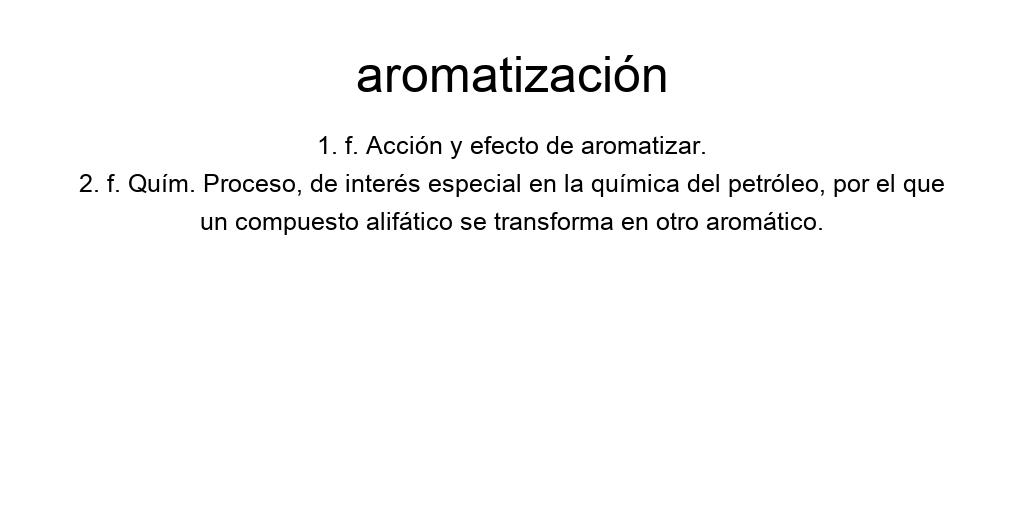 aromatización
1. f. Acción y efecto de aromatizar.
2. f. Quím. Proceso, de interés especial en la química del petróleo, por el que
un compuesto alifático se transforma en otro aromático.